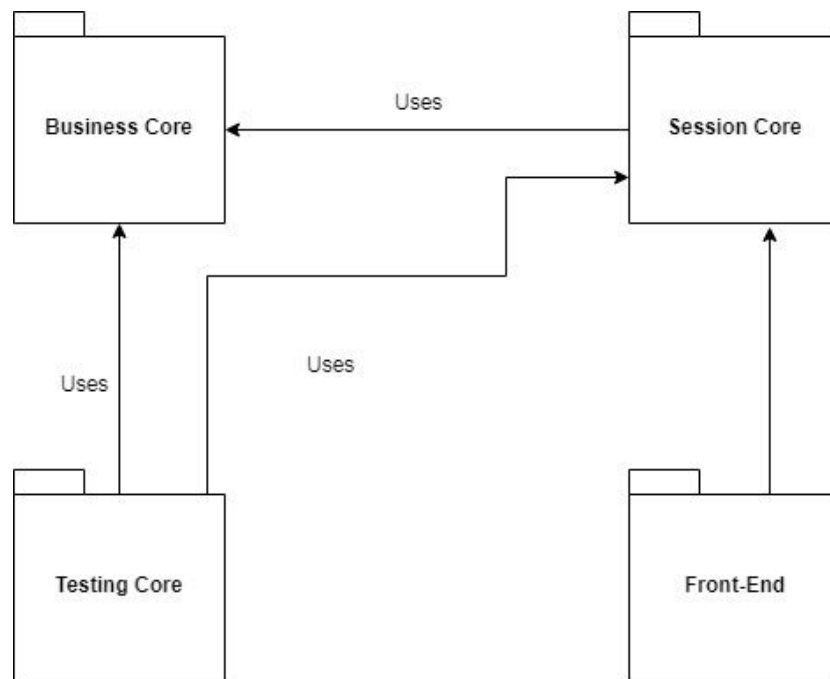 Business Core
Uses
Session Core
Uses
Uses
Testing Core
Front-End